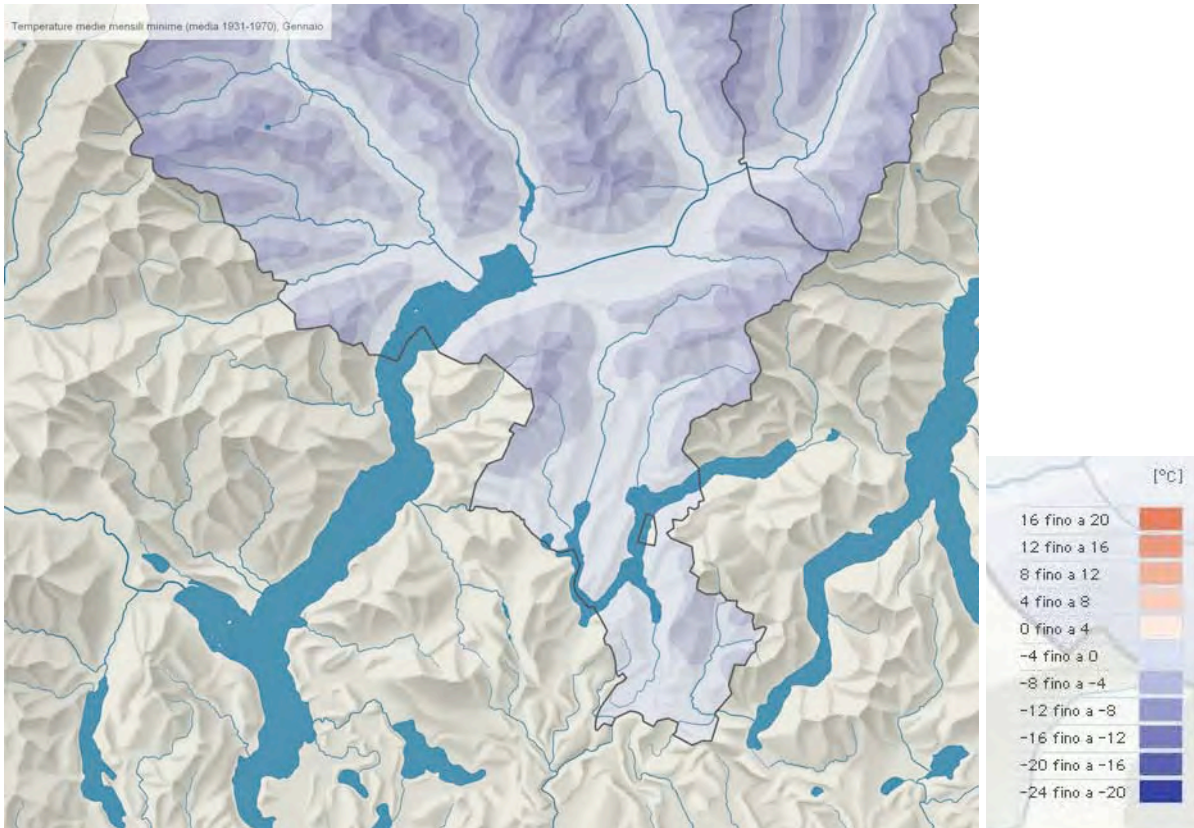 Temperature medie mensili minime (media 1931-1970), Gennaio
[°C]
16 fino a 20
12 fino a 16
8 fino a 12
4 fino a 8
0 fino a 4
-4 fino a 0
-8 fino a -4
-12 fino a -8
-16 fino a -12
-20 fino a -16
-24 fino a -20